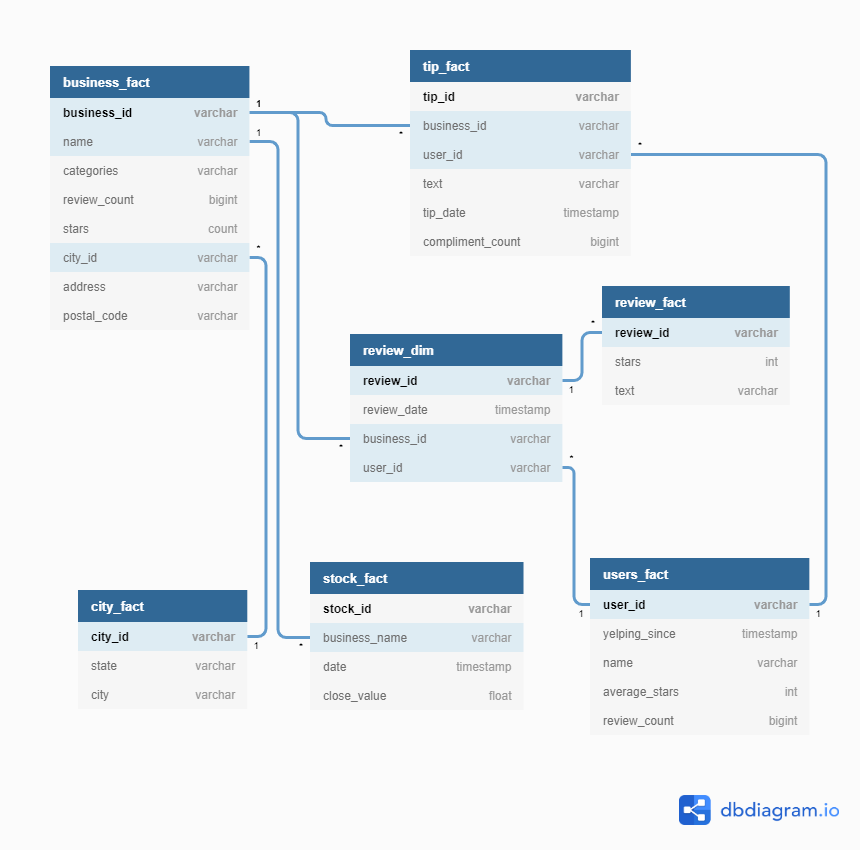 business_fact
business_id varchar
name varchar
categories varchar
review_count bigint
stars count
city_id varchar
address varchar
postal_code varchar
1
1
*
tip_fact
tip_id varchar
business_id varchar
user_id varchar
text varchar
tip_date timestamp
compliment_count bigint
*
*
review_fact
review_id varchar
stars int
text varchar
*
review_dim
review_id varchar
review_date timestamp
business_id varchar
user_id varchar
1
*
*
city_fact
city_id varchar
state varchar
city varchar
1
stock_fact
stock_id varchar
business_name varchar
date timestamp
close_value float
*
users_fact
user_id varchar
yelping_since timestamp
name varchar
average_stars int
review_count bigint
1
1
dbdiagram.io